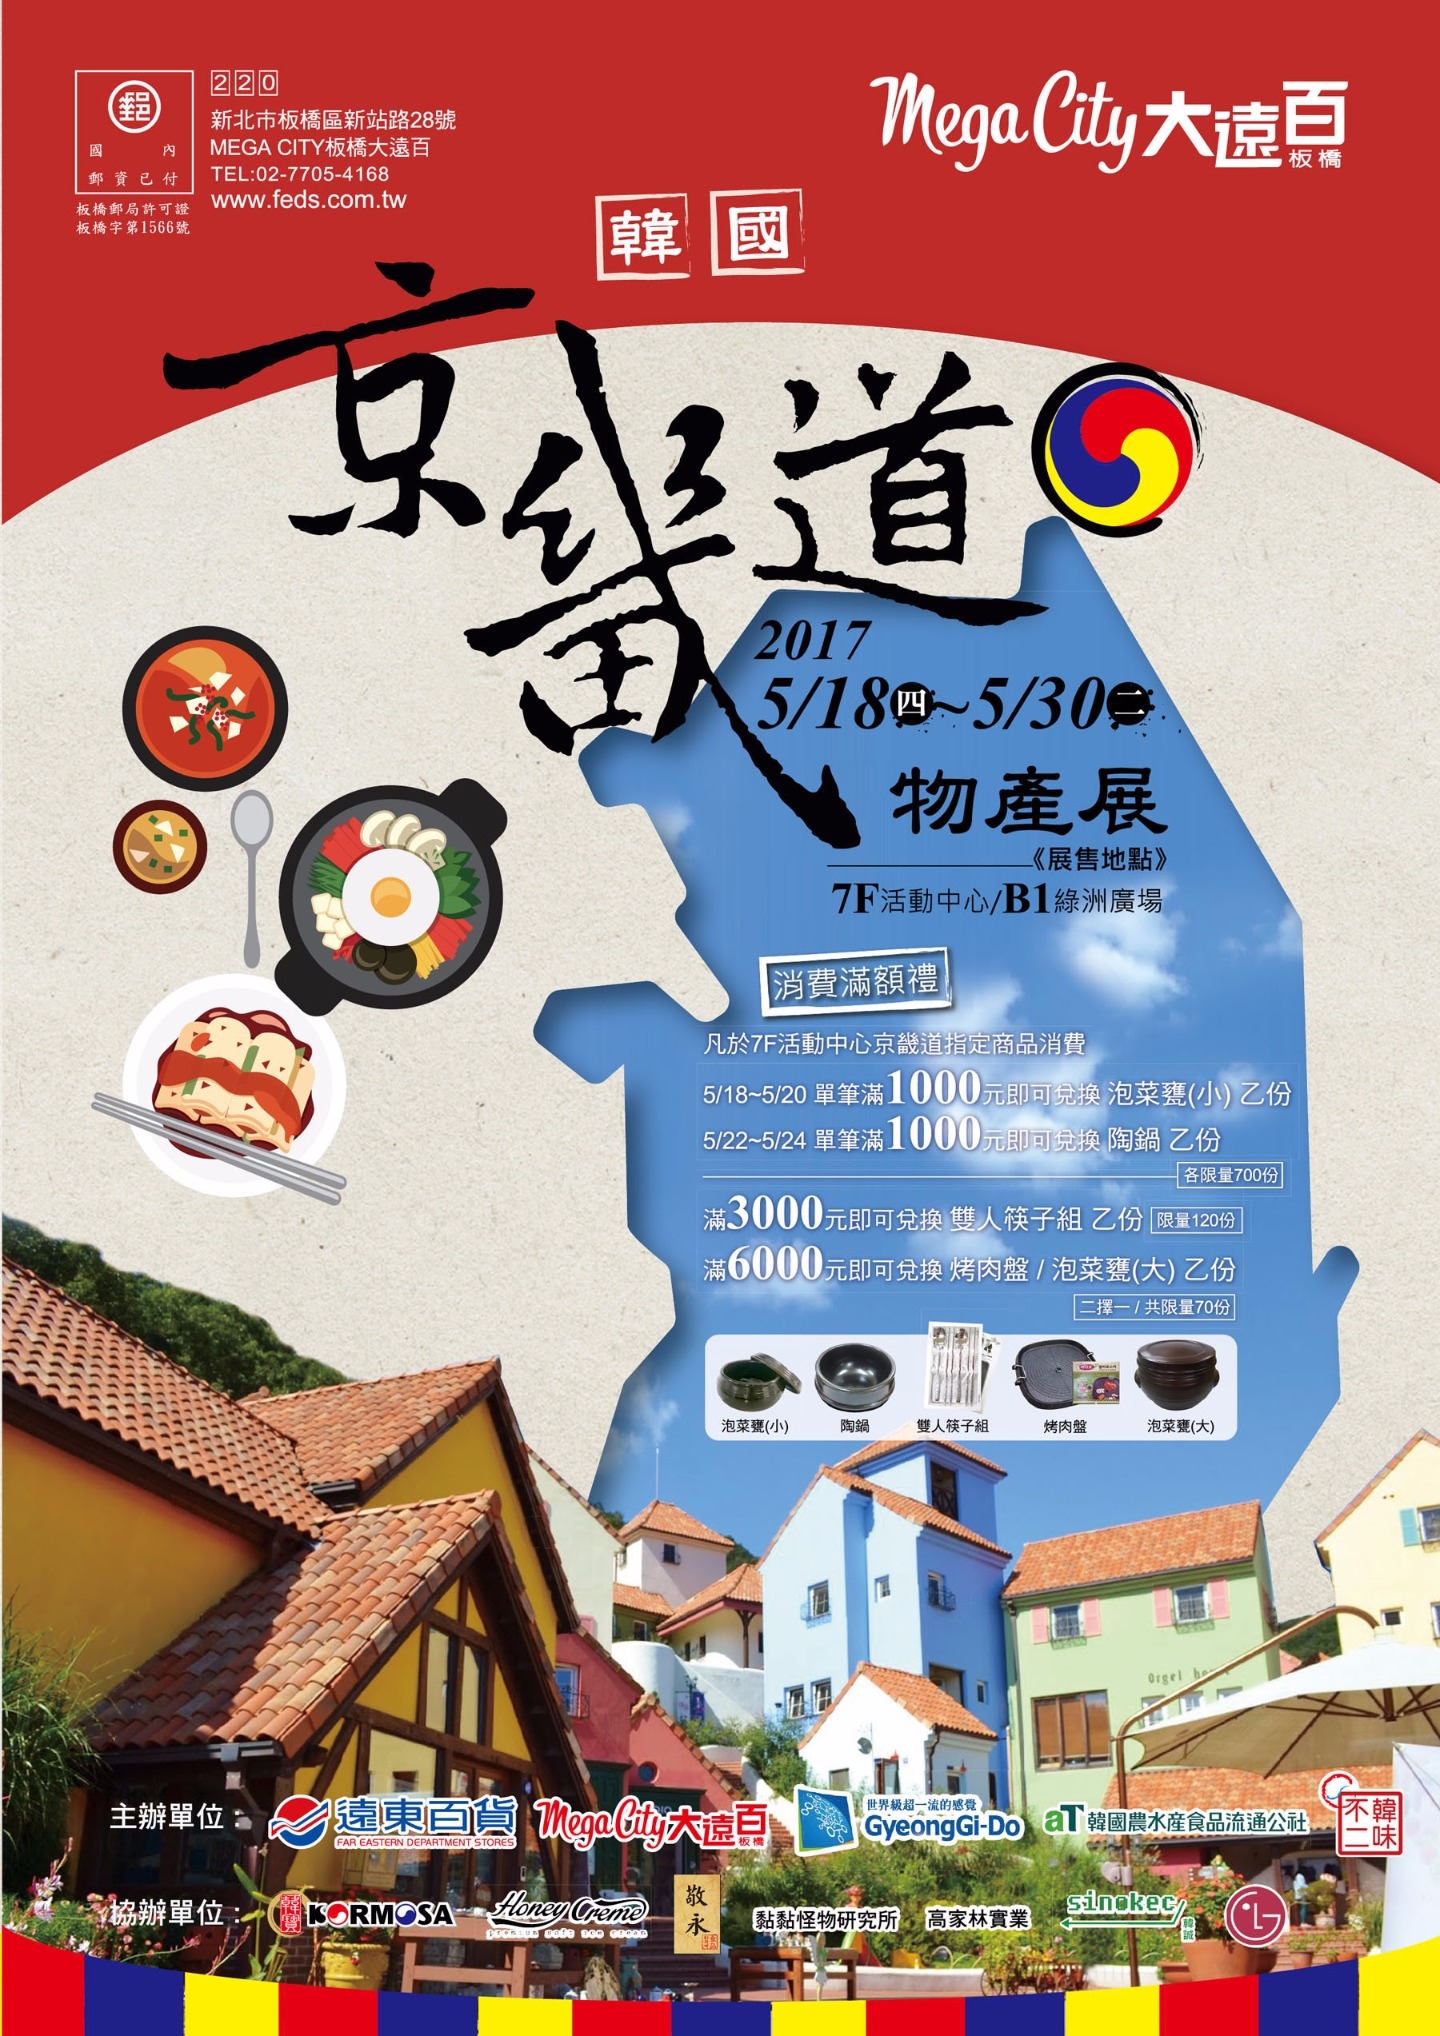 郵
國 內
郵資已付
板橋郵局許可證
板橋字第1566號
220
新北市板橋區新站路28號
MEGA CITY板橋大遠百
TEL:02-7705-4168
www.feds.com.tw
Mega City 大遠百
板橋
韓國
京畿道
2017
5/18四~5/30二
物產展
《展售地點》
7F活動中心/B1綠洲廣場
消費滿額禮
凡於7F活動中心京畿道指定商品消費
5/18~5/20 單筆滿1000元即可兌換 泡菜甕(小) 乙份
5/22~5/24 單筆滿1000元即可兌換 陶鍋 乙份
各限量700份
滿3000元即可兌換 雙人筷子組 乙份 限量120份
滿6000元即可兌換 烤肉盤 / 泡菜甕(大) 乙份
二擇一 / 共限量70份
泡菜甕(小) 陶鍋 雙人筷子組 烤肉盤 泡菜甕(大)
Orgel
主辦單位：
遠東百貨
FAR EASTERN DEPARTMENT STORES
Mega City 大遠百
板橋
世界級超一流的感覺
GyeongGi-Do
aT 韓國農水産食品流通公社
韓味不二
協辦單位：
KORMOSA
Honey Creme
premium soft ice cream
敬永
黏黏怪物研究所
高家林實業
sinokec
韓誠
LG